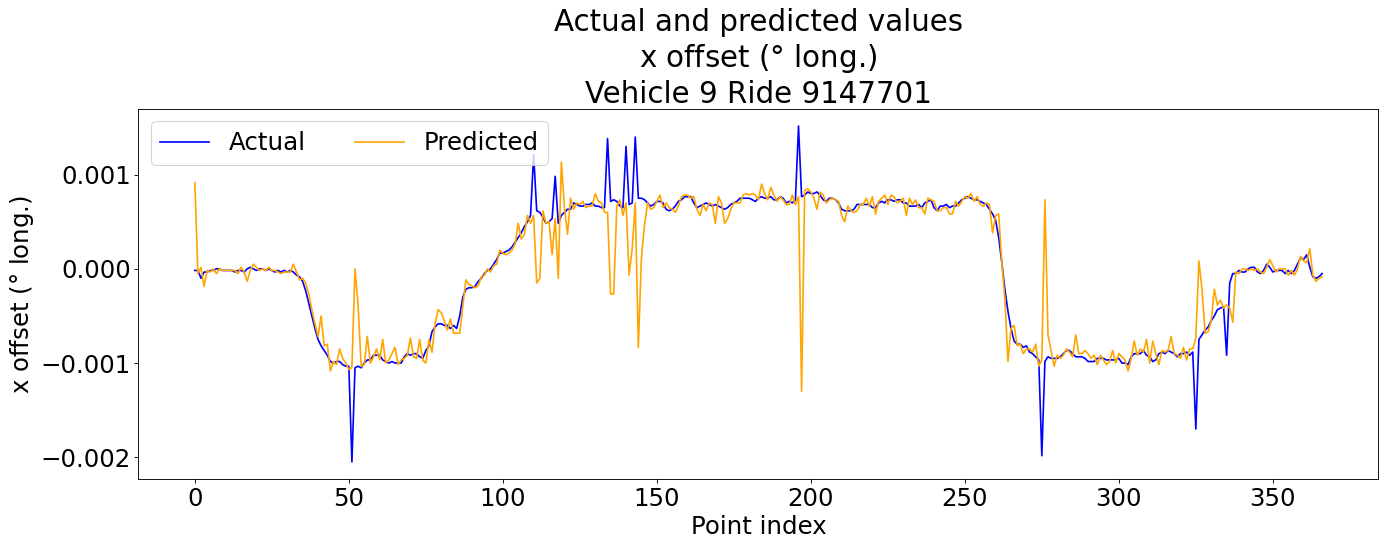 Actual and predicted values
x offset (° long.)
Vehicle 9 Ride 9147701
Actual
Predicted
x offset (° long.)
0.001
0.000
−0.001
−0.002
0
50
100
150
200
250
300
350
Point index